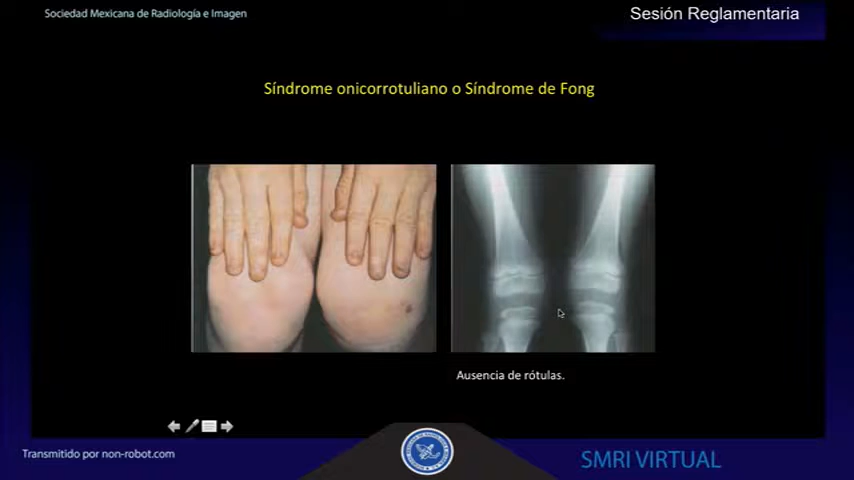 Sociedad Mexicana de Radiología e Imagen
Sesión Reglamentaria
Síndrome onicorrotuliano o Síndrome de Fong
Ausencia de rótulas.
Transmitido por non-robot.com
SMRI VIRTUAL